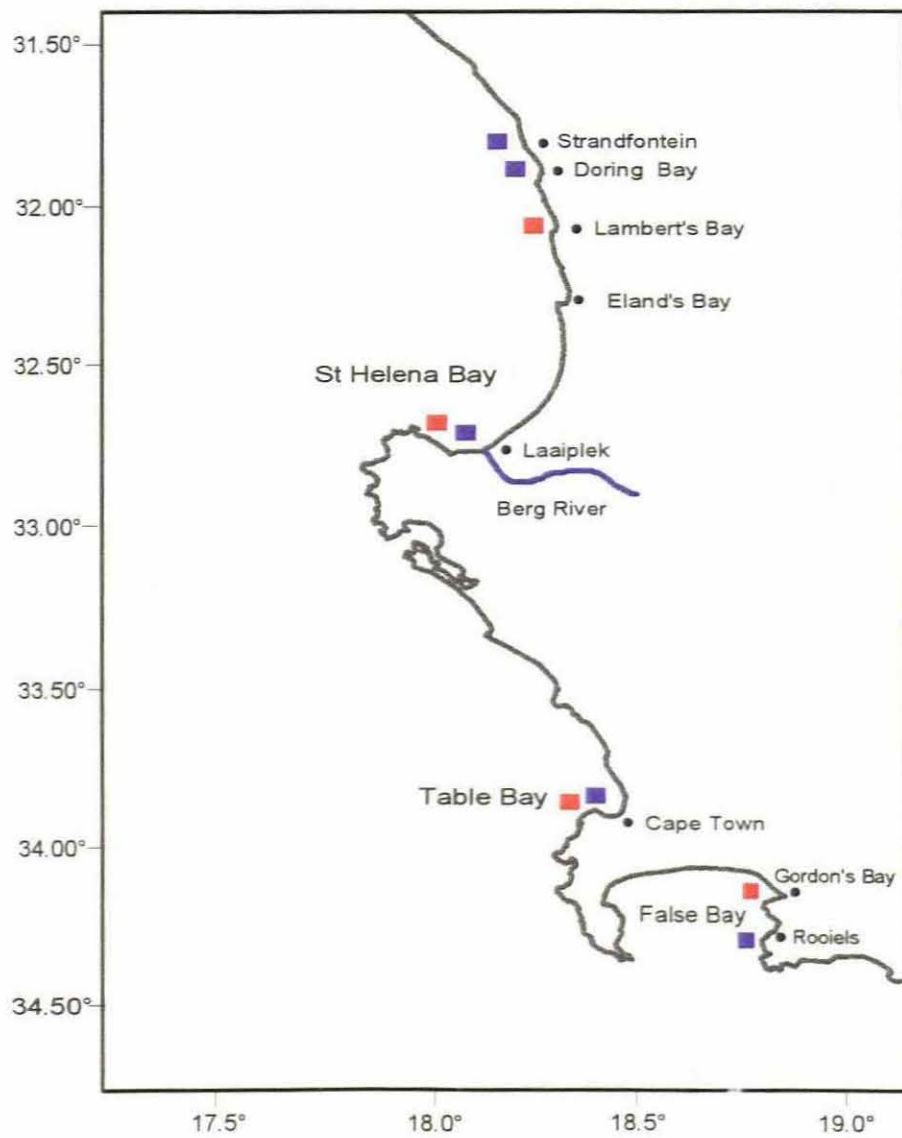 31.50°
Strandfontein
Doring Bay
32.00°
Lambert's Bay
Eland's Bay
32.50°
St Helena Bay
Laaiplek
Berg River
33.00°
33.50°
Table Bay
Cape Town
34.00°
Gordon's Bay
False Bay
Rooiels
34.50°
17.5° 18.0° 18.5° 19.0°